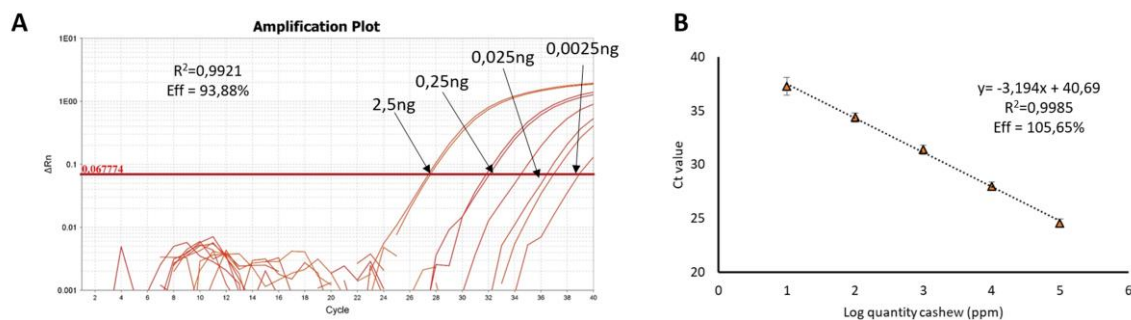 A
Amplification Plot
1E01
1E00
0.1
0.01
0.001
ΔRn
R²=0,9921
Eff = 93,88%
2,5ng
0,25ng
0,025ng
0,0025ng
0,067774
2 4 6 8 10 12 14 16 18 20 22 24 26 28 30 32 34 36 38 40
Cycle
B
40
35
30
25
20
Ct value
y= -3,194x + 40,69
R²=0,9985
Eff = 105,65%
0 1 2 3 4 5 6
Log quantity cashew (ppm)